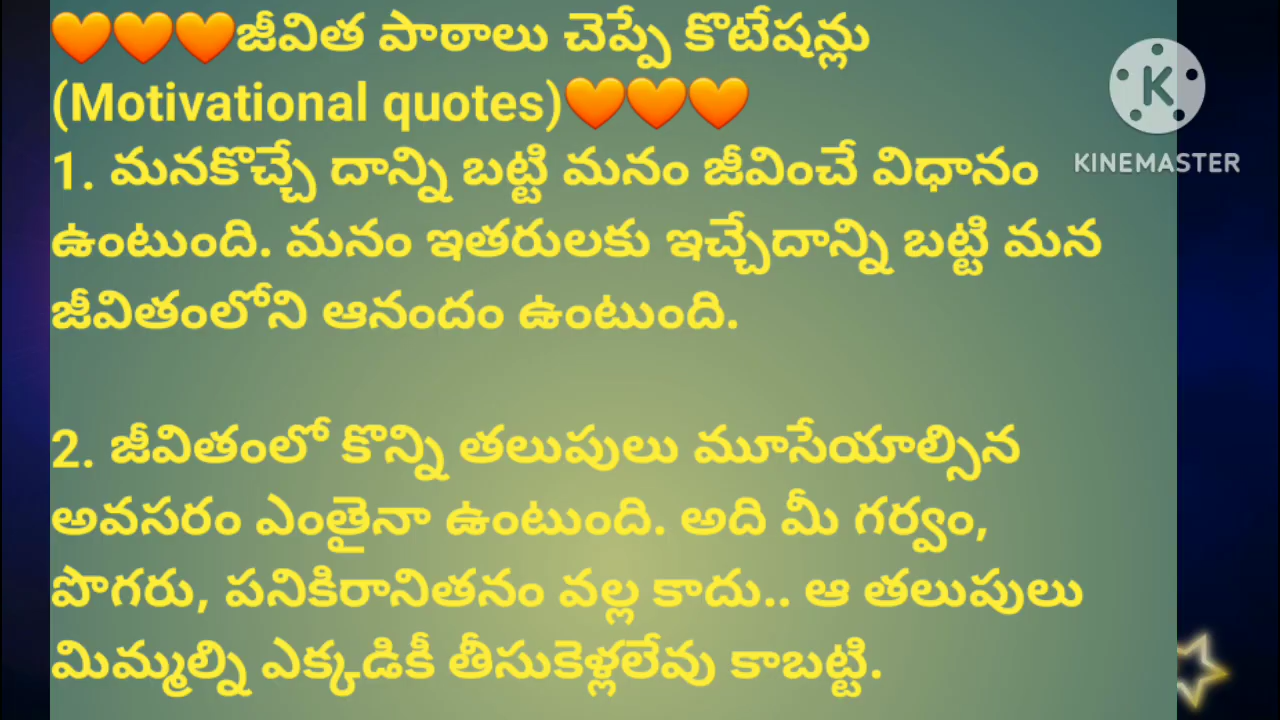 🧡🧡🧡జీవిత పాఠాలు చెప్పే కొటేషన్లు
(Motivational quotes)🧡🧡🧡
1. మనకొచ్చే దాన్ని బట్టి మనం జీవించే విధానం
ఉంటుంది. మనం ఇతరులకు ఇచ్చేదాన్ని బట్టి మన
జీవితంలోని ఆనందం ఉంటుంది.
2. జీవితంలో కొన్ని తలుపులు మూసేయాల్సిన
అవసరం ఎంతైనా ఉంటుంది. అది మీ గర్వం,
పొగరు, పనికిరానితనం వల్ల కాదు.. ఆ తలుపులు
మిమ్మల్ని ఎక్కడికీ తీసుకెళ్లలేవు కాబట్టి.
K
KINEMASTER